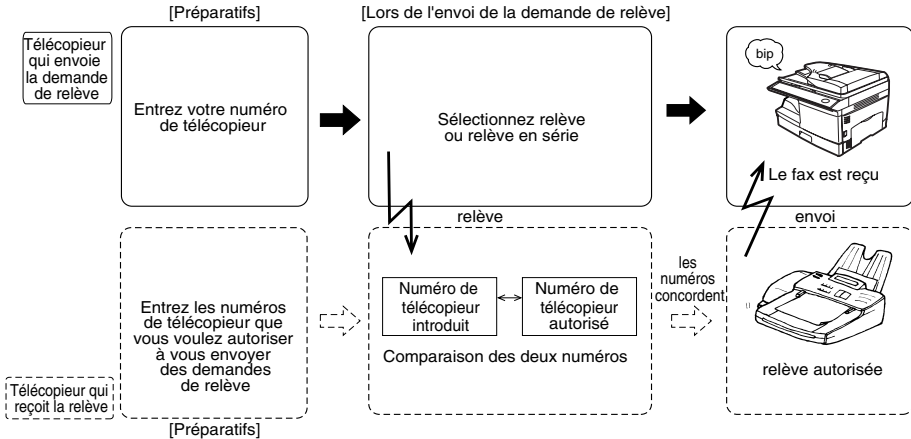 [Préparatifs]
[Lors de l'envoi de la demande de relève]
Télécopieur
qui envoie
la demande
de relève
Entrez votre numéro
de télécopieur
Sélectionnez relève
ou relève en série
bip
Le fax est reçu
relève
envoi
Entrez les numéros
de télécopieur que
vous voulez autoriser
à vous envoyer
des demandes
de relève
Numéro de
télécopieur
introduit
Numéro de
télécopieur
autorisé
Comparaison des deux numéros
les
numéros
concordent
relève autorisée
Télécopieur qui
reçoit la relève
[Préparatifs]